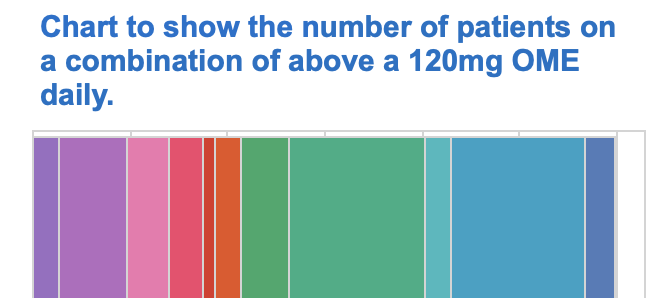 Chart to show the number of patients on
a combination of above a 120mg OME
daily.